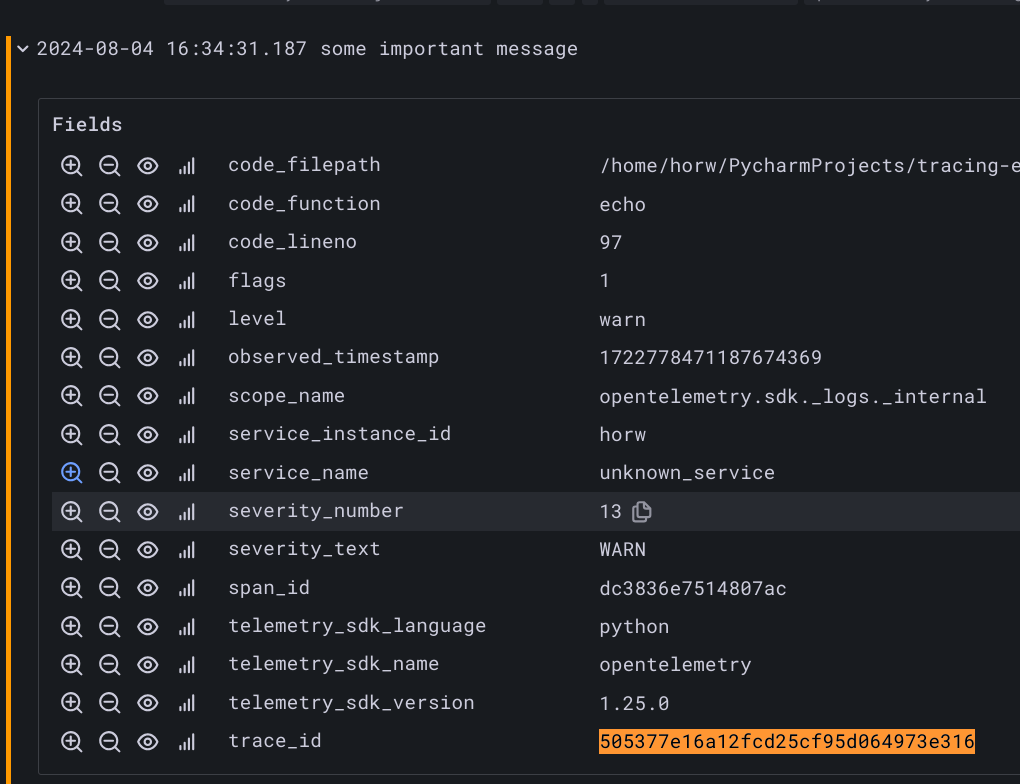 2024-08-04 16:34:31.187 some important message
Fields
code_filepath /home/horw/PycharmProjects/tracing-e
code_function echo
code_lineno 97
flags 1
level warn
observed_timestamp 1722778471187674369
scope_name opentelemetry.sdk._logs._internal
service_instance_id horw
service_name unknown_service
severity_number 13
severity_text WARN
span_id dc3836e7514807ac
telemetry_sdk_language python
telemetry_sdk_name opentelemetry
telemetry_sdk_version 1.25.0
trace_id 505377e16a12fcd25cf95d064973e316